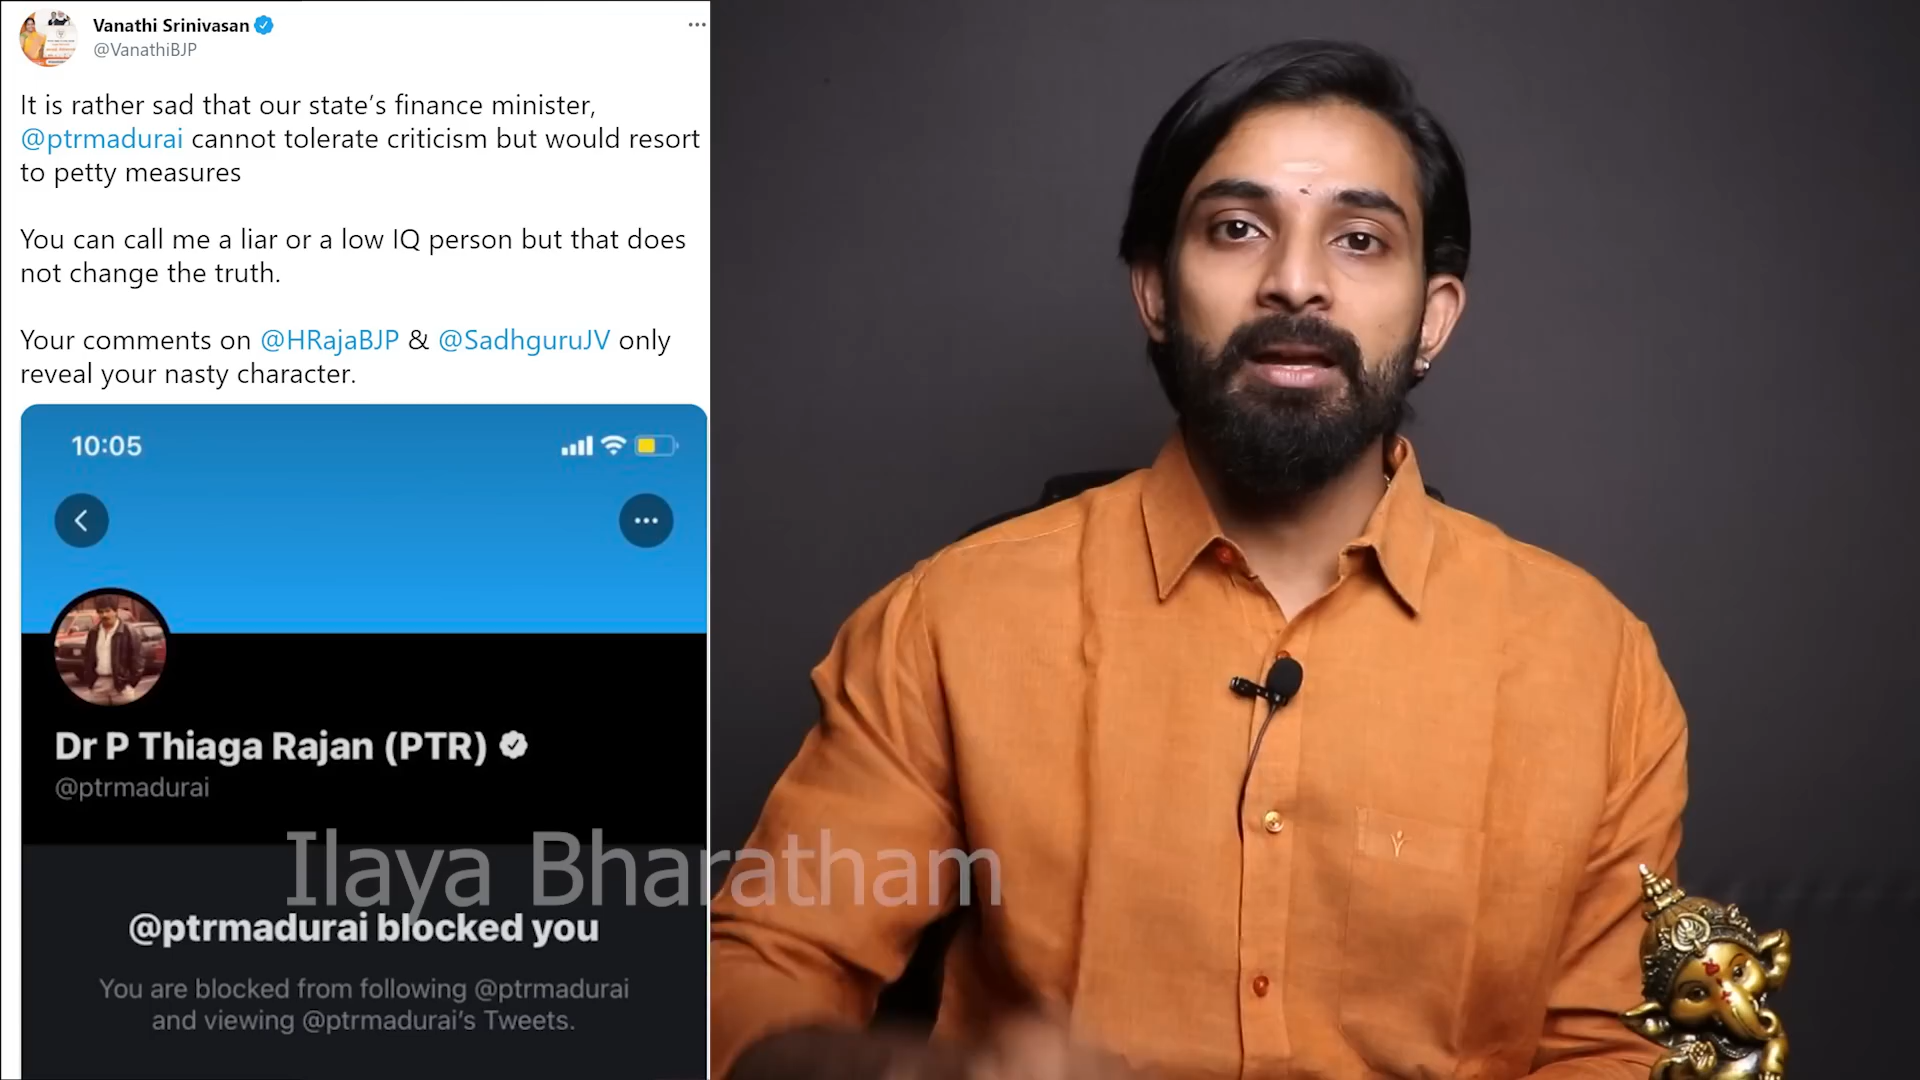 Vanathi Srinivasan
@VanathiBJP
It is rather sad that our state's finance minister,
@ptrmadurai cannot tolerate criticism but would resort
to petty measures
You can call me a liar or a low IQ person but that does
not change the truth.
Your comments on @HRajaBJP & @SadhguruJV only
reveal your nasty character.
10:05
Dr P Thiaga Rajan (PTR)
@ptrmadurai
Ilaya Bharatham
@ptrmadurai blocked you
You are blocked from following @ptrmadurai
and viewing @ptrmadurai's Tweets.